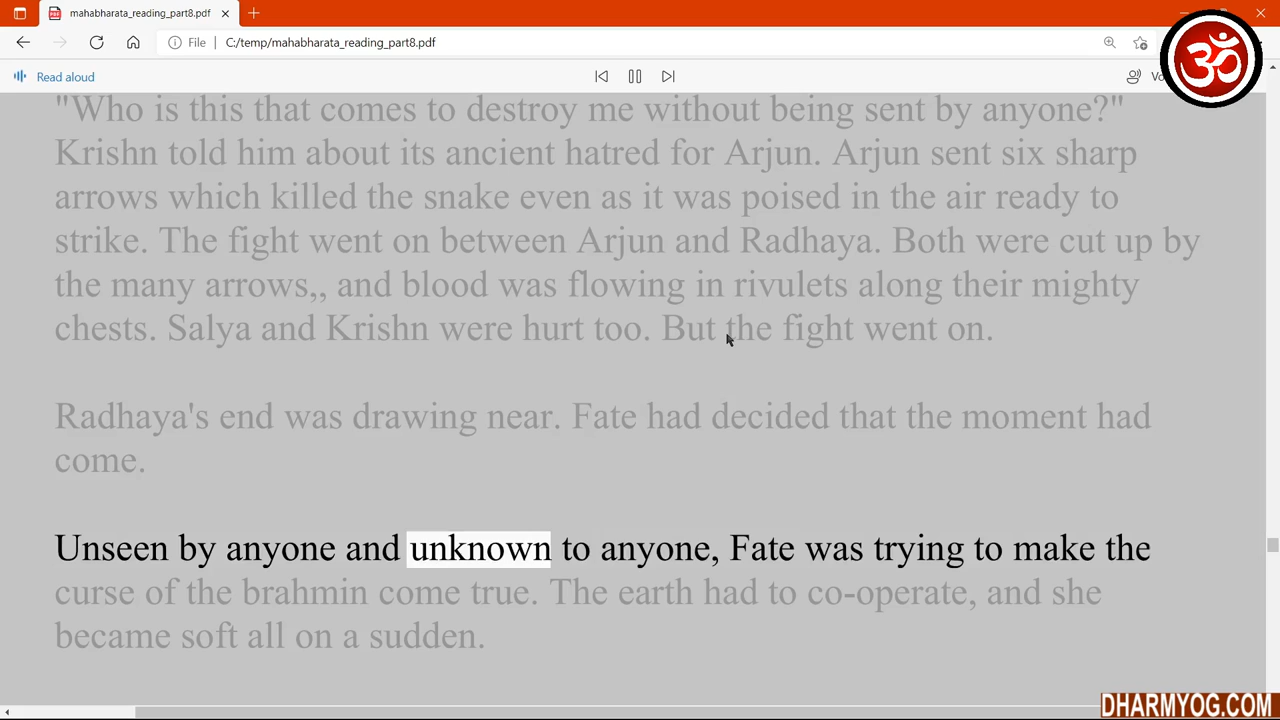 mahabharata_reading_part8.pdf
File C:/temp/mahabharata_reading_part8.pdf
Read aloud
"Who is this that comes to destroy me without being sent by anyone?"
Krishn told him about its ancient hatred for Arjun. Arjun sent six sharp
arrows which killed the snake even as it was poised in the air ready to
strike. The fight went on between Arjun and Radhaya. Both were cut up by
the many arrows,, and blood was flowing in rivulets along their mighty
chests. Salya and Krishn were hurt too. But the fight went on.
Radhaya's end was drawing near. Fate had decided that the moment had
come.
Unseen by anyone and unknown to anyone, Fate was trying to make the
curse of the brahmin come true. The earth had to co-operate, and she
became soft all on a sudden.
ॐ
DHARMYOG.COM